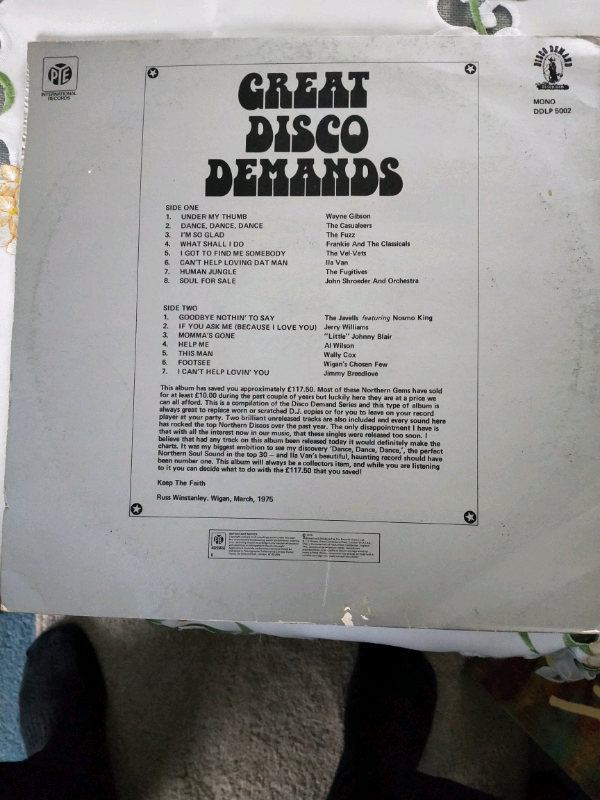 PYE
INTERNATIONAL
RECORDS
DISCO DEMAND
MONO
DDLP 5002
GREAT
DISCO
DEMANDS
SIDE ONE
1. UNDER MY THUMB Wayne Gibson
2. DANCE, DANCE, DANCE The Casualeers
3. I'M SO GLAD The Fuzz
4. WHAT SHALL I DO Frankie And The Classicals
5. I GOT TO FIND ME SOMEBODY The Vel-Vets
6. CAN'T HELP LOVING DAT MAN Ila Van
7. HUMAN JUNGLE The Fugitives
8. SOUL FOR SALE John Shroeder And Orchestra
SIDE TWO
1. GOODBYE NOTHIN' TO SAY The Javells featuring Nosmo King
2. IF YOU ASK ME (BECAUSE I LOVE YOU) Jerry Williams
3. MOMMA'S GONE "Little" Johnny Blair
4. HELP ME Al Wilson
5. THIS MAN Wally Cox
6. FOOTSEE Wigan's Chosen Few
7. I CAN'T HELP LOVIN' YOU Jimmy Breedlove
This album has saved you approximately £117.50. Most of these Northern Gems have sold
for at least £10.00 during the past couple of years but luckily here they are at a price we
can all afford. This is a compilation of the Disco Demand Series and this type of album is
always great to replace worn or scratched D.J. copies or for you to leave on your record
player at your party. Two brilliant unreleased tracks are also included and every sound here
has rocked the top Northern Discos over the past year. The only disappointment I have is
that with all the interest now in our music, that these singles were released too soon. I
believe that had any track on this album been released today it would definitely make the
charts. It was my biggest ambition to see my discovery 'Dance, Dance, Dance,', the perfect
Northern Soul Sound in the top 30 — and Ila Van's beautiful, haunting record should have
been number one. This album will always be a collectors item, and while you are listening
to it you can decide what to do with the £117.50 that you saved!
Keep The Faith
Russ Winstanley. Wigan, March, 1975
PYE